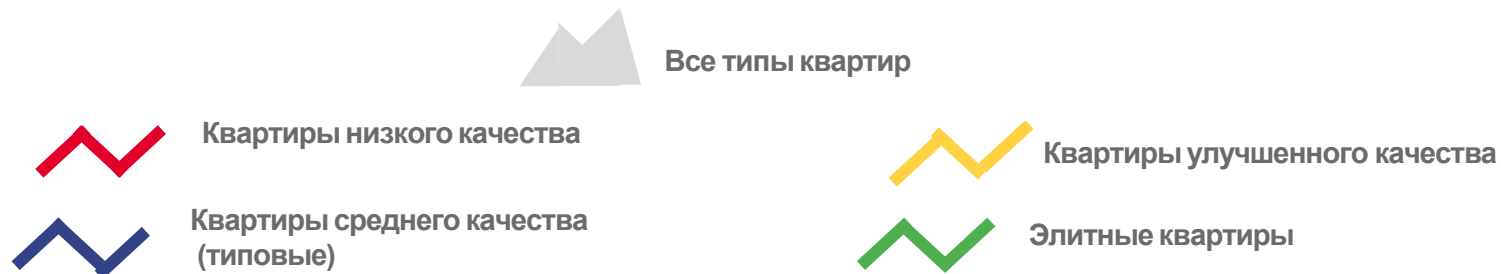 Все типы квартир
Квартиры низкого качества
Квартиры улучшенного качества
Квартиры среднего качества
(типовые)
Элитные квартиры